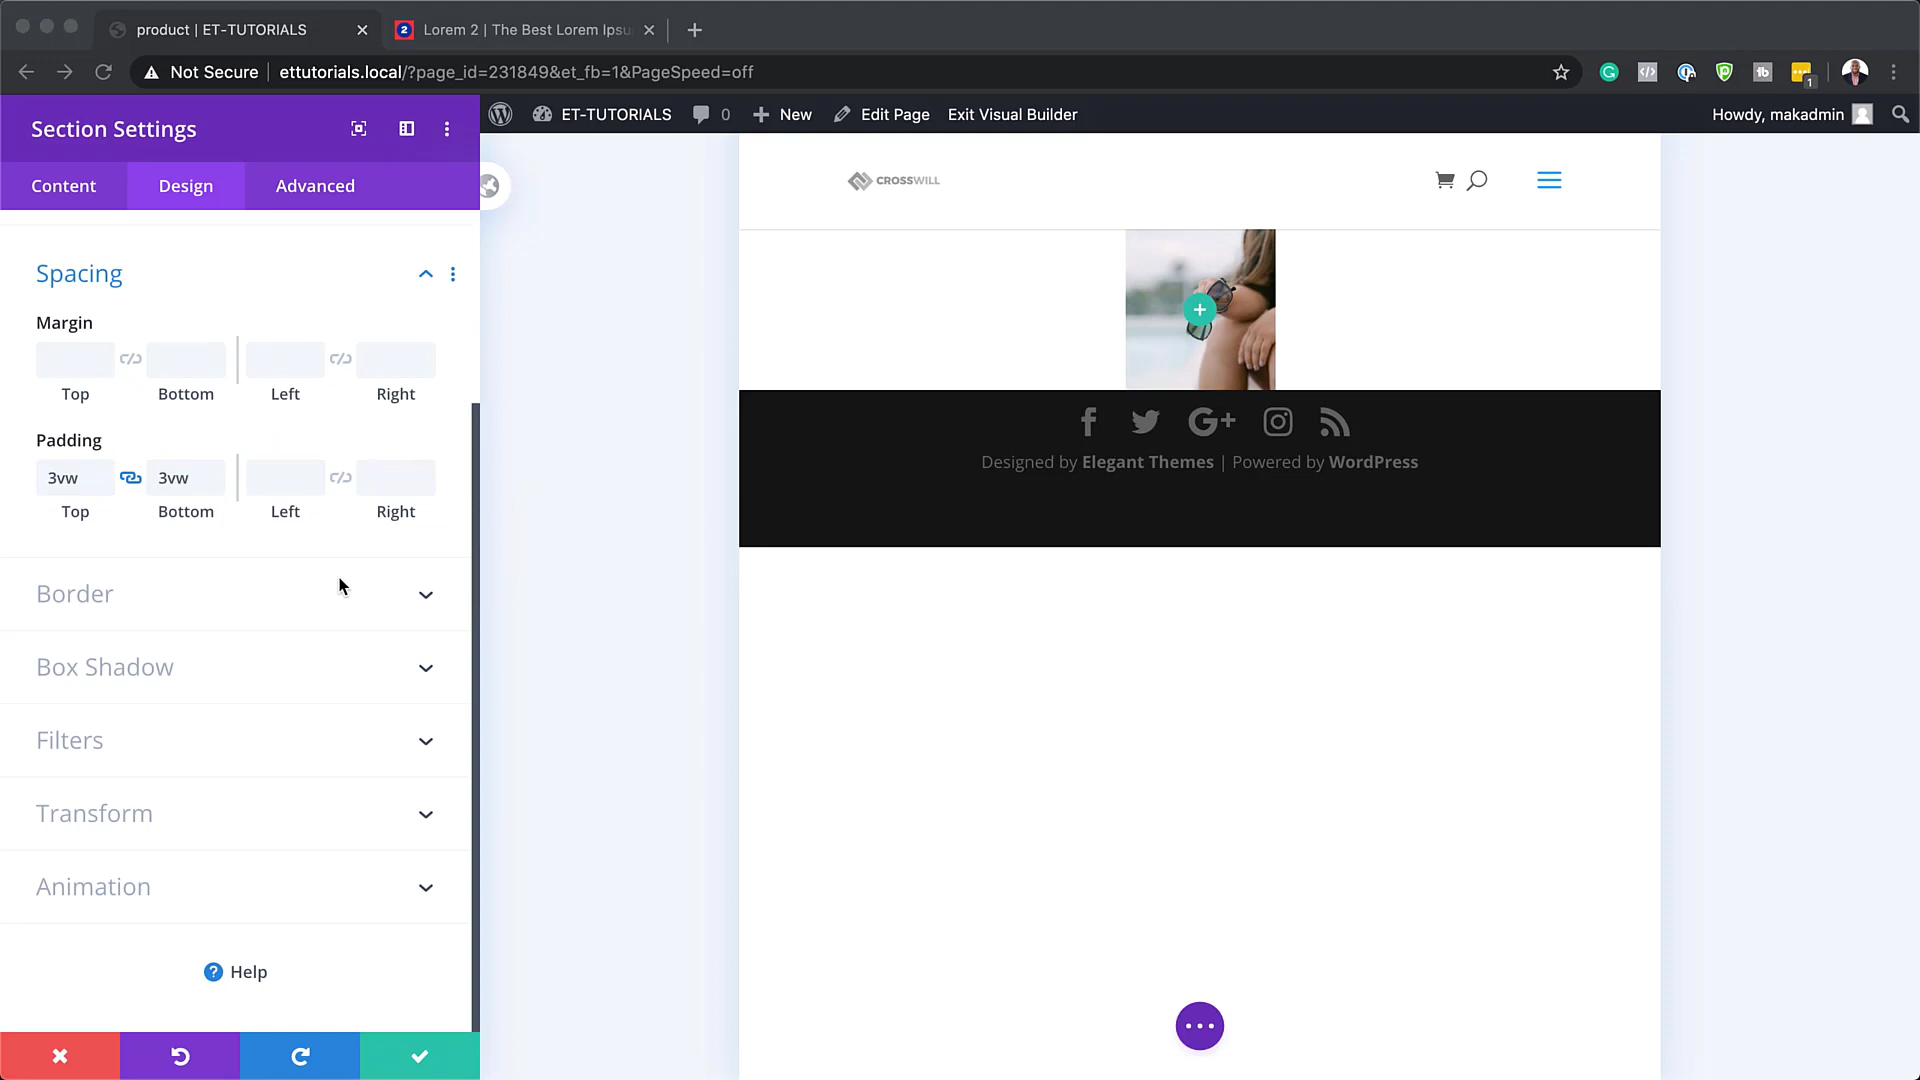 product | ET-TUTORIALS
Lorem 2 | The Best Lorem Ipsu
Not Secure
ettutorials.local/?page_id=231849&et_fb=1&PageSpeed=off
1
Section Settings
ET-TUTORIALS
0
New
Edit Page
Exit Visual Builder
Howdy, makadmin
Content
Design
Advanced
CROSSWILL
Spacing
Margin
Top
Bottom
Left
Right
Padding
3vw
3vw
Top
Bottom
Left
Right
Designed by Elegant Themes | Powered by WordPress
Border
Box Shadow
Filters
Transform
Animation
Help